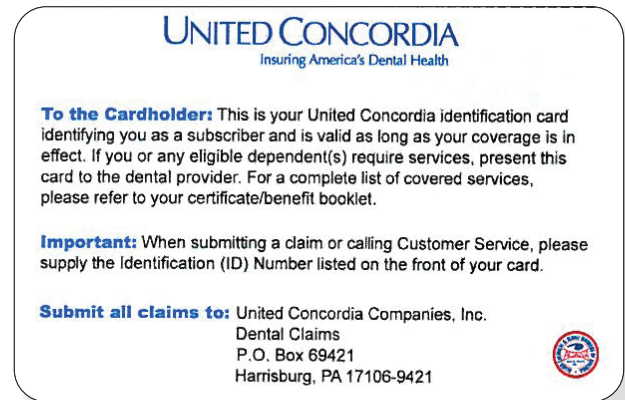 UNITED CONCORDIA
Insuring America's Dental Health
To the Cardholder: This is your United Concordia identification card
identifying you as a subscriber and is valid as long as your coverage is in
effect. If you or any eligible dependent(s) require services, present this
card to the dental provider. For a complete list of covered services,
please refer to your certificate/benefit booklet.
Important: When submitting a claim or calling Customer Service, please
supply the Identification (ID) Number listed on the front of your card.
Submit all claims to: United Concordia Companies, Inc.
Dental Claims
P.O. Box 69421
Harrisburg, PA 17106-9421